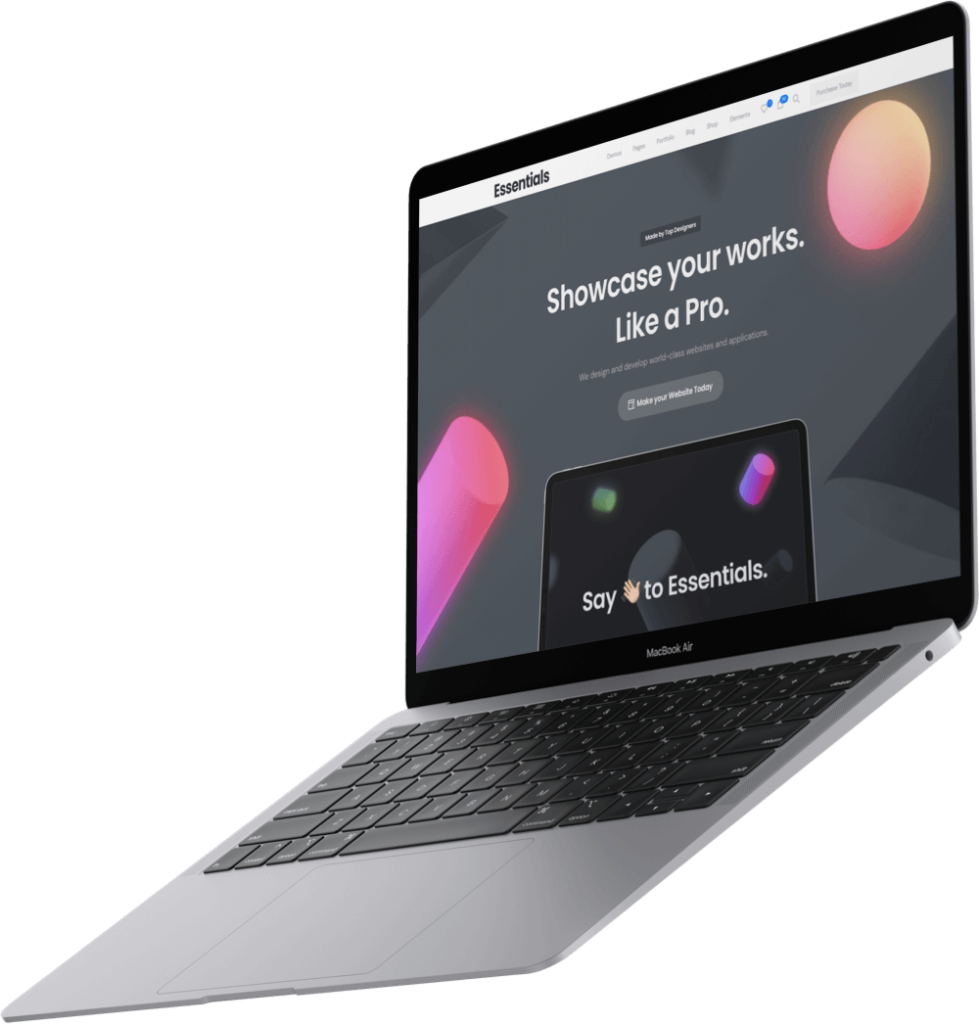 Essentials
Demos Pages Portfolio Blog Shop Elements Purchase Today
Made by Top Designers
Showcase your works.
Like a Pro.
We design and develop world-class websites and applications.
Make your Website Today
Say 👋🏼 to Essentials.
MacBook Air